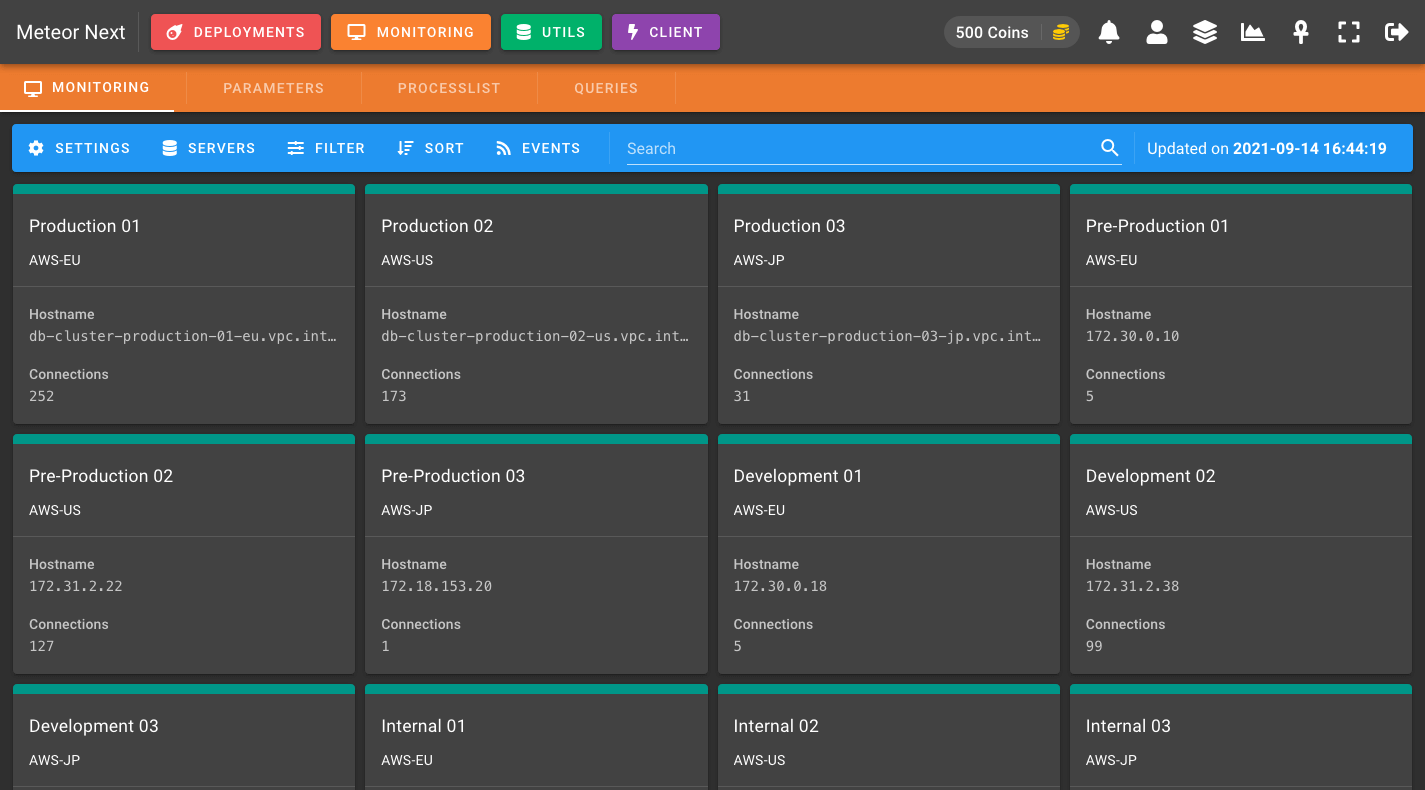 Meteor Next DEPLOYMENTS MONITORING UTILS CLIENT 500 Coins
MONITORING PARAMETERS PROCESSLIST QUERIES
SETTINGS SERVERS FILTER SORT EVENTS Search Updated on 2021-09-14 16:44:19
Production 01
AWS-EU
Hostname
db-cluster-production-01-eu.vpc.int…
Connections
252
Production 02
AWS-US
Hostname
db-cluster-production-02-us.vpc.int…
Connections
173
Production 03
AWS-JP
Hostname
db-cluster-production-03-jp.vpc.int…
Connections
31
Pre-Production 01
AWS-EU
Hostname
172.30.0.10
Connections
5
Pre-Production 02
AWS-US
Hostname
172.31.2.22
Connections
127
Pre-Production 03
AWS-JP
Hostname
172.18.153.20
Connections
1
Development 01
AWS-EU
Hostname
172.30.0.18
Connections
5
Development 02
AWS-US
Hostname
172.31.2.38
Connections
99
Development 03
AWS-JP
Internal 01
AWS-EU
Internal 02
AWS-US
Internal 03
AWS-JP